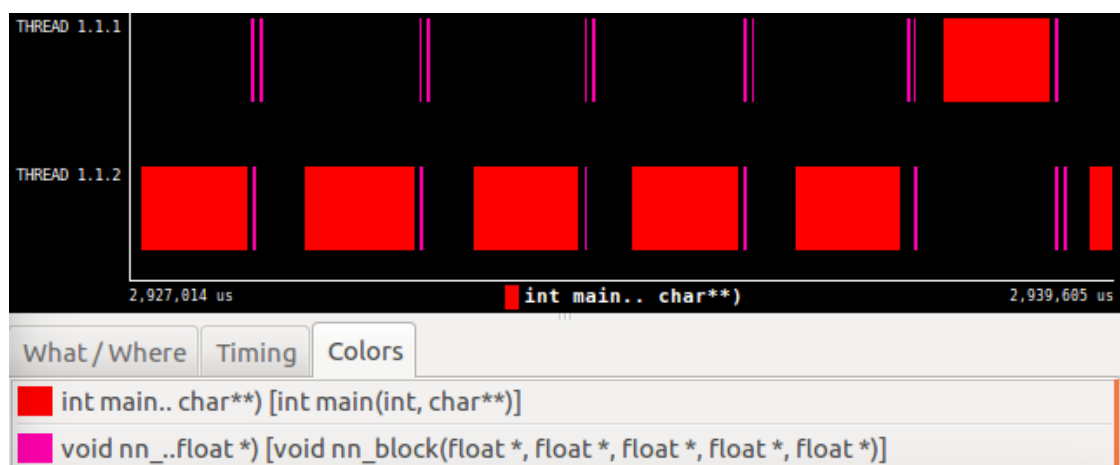 THREAD 1.1.1
THREAD 1.1.2
2,927,014 us int main.. char**) 2,939,605 us
What / Where Timing Colors
int main.. char**) [int main(int, char**)]
void nn_..float *) [void nn_block(float *, float *, float *, float *, float *)]